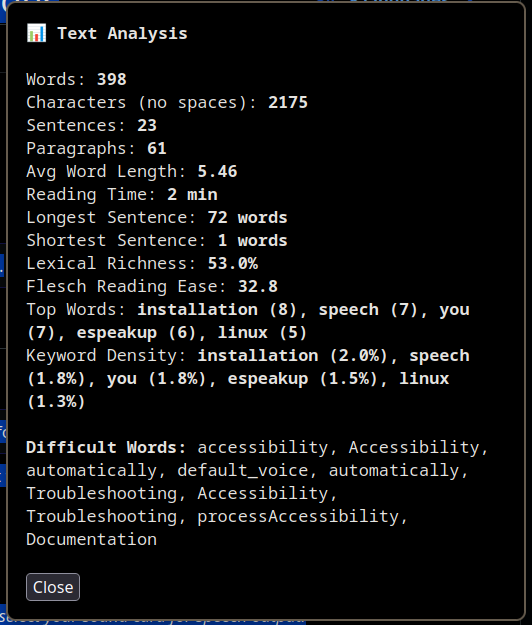 📊 Text Analysis
Words: 398
Characters (no spaces): 2175
Sentences: 23
Paragraphs: 61
Avg Word Length: 5.46
Reading Time: 2 min
Longest Sentence: 72 words
Shortest Sentence: 1 words
Lexical Richness: 53.0%
Flesch Reading Ease: 32.8
Top Words: installation (8), speech (7), you
(7), espeakup (6), linux (5)
Keyword Density: installation (2.0%), speech
(1.8%), you (1.8%), espeakup (1.5%), linux
(1.3%)
Difficult Words: accessibility, Accessibility,
automatically, default_voice, automatically,
Troubleshooting, Accessibility,
Troubleshooting, processAccessibility,
Documentation
Close